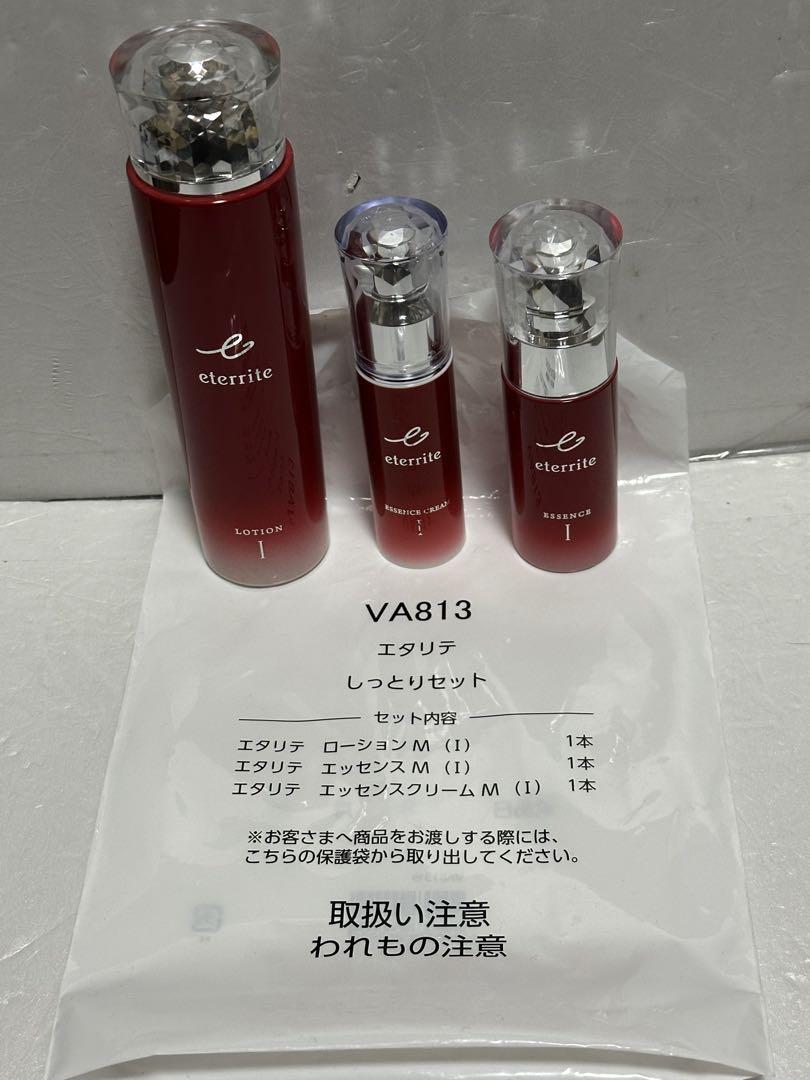 eterrite
LOTION
I
eterrite
ESSENCE CREAM
I
eterrite
ESSENCE
I
VA813
エタリテ
しっとりセット
セット内容
エタリテ ローションM (I) 1本
エタリテ エッセンスM (I) 1本
エタリテ エッセンスクリームM (I) 1本
※お客さまへ商品をお渡しする際には、
こちらの保護袋から取り出してください。
取扱い注意
われもの注意